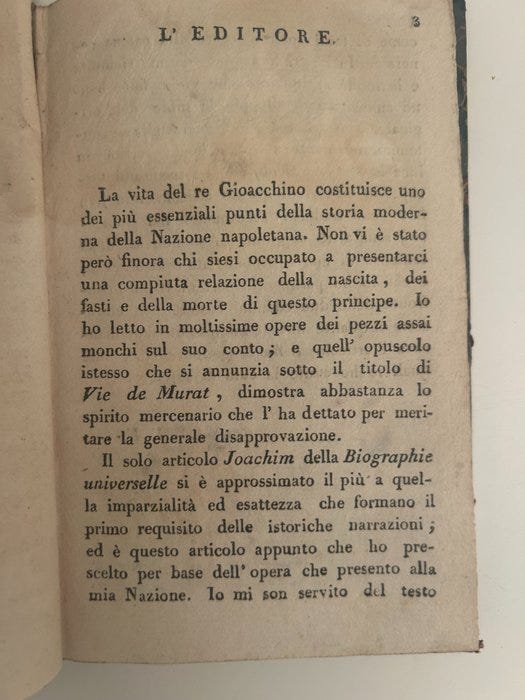 3
L' EDITORE.
La vita del re Gioacchino costituisce uno
dei più essenziali punti della storia moder-
na della Nazione napoletana. Non vi è stato
però finora chi siesi occupato a presentarci
una compiuta relazione della nascita, dei
fasti e della morte di questo principe. Io
ho letto in moltissime opere dei pezzi assai
monchi sul suo conto; e quell' opuscolo
istesso che si annunzia sotto il titolo di
Vie de Murat, dimostra abbastanza lo
spirito mercenario che l' ha dettato per meri-
tare la generale disapprovazione.
Il solo articolo Joachim della Biographie
universelle si è approssimato il più a quel-
la imparzialità ed esattezza che formano il
primo requisito delle istoriche narrazioni;
ed è questo articolo appunto che ho pre-
scelto per base dell' opera che presento alla
mia Nazione. Io mi son servito del testo